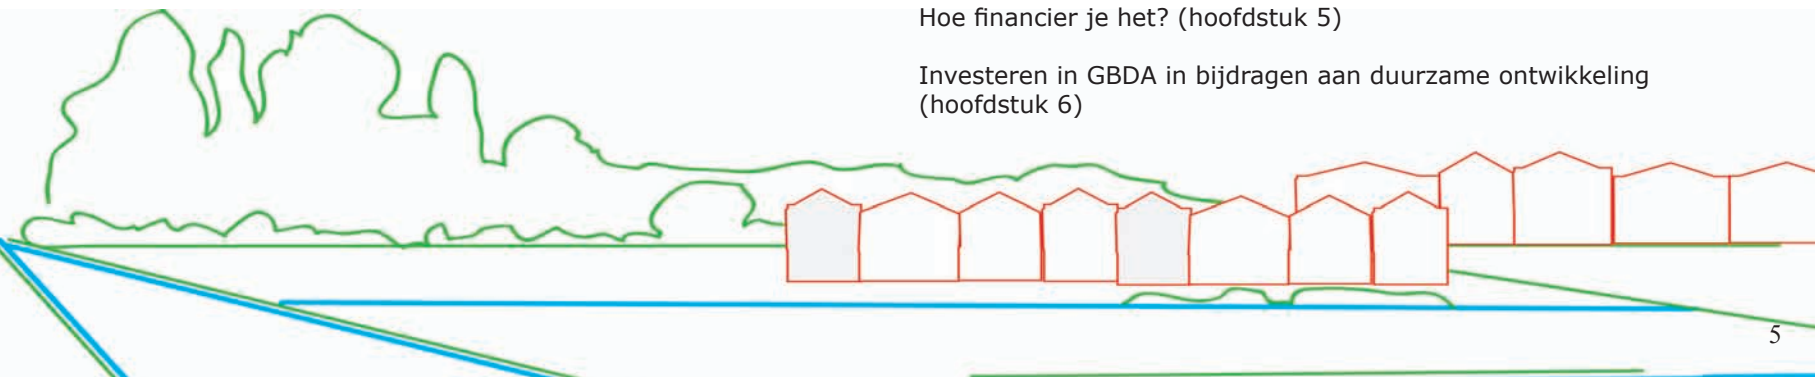 Hoe financier je het? (hoofdstuk 5)
Investeren in GBDA in bijdragen aan duurzame ontwikkeling
(hoofdstuk 6)
5